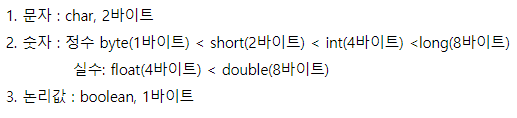 1. 문자 : char, 2바이트
2. 숫자 : 정수 byte(1바이트) < short(2바이트) < int(4바이트) <long(8바이트)
실수: float(4바이트) < double(8바이트)
3. 논리값 : boolean, 1바이트